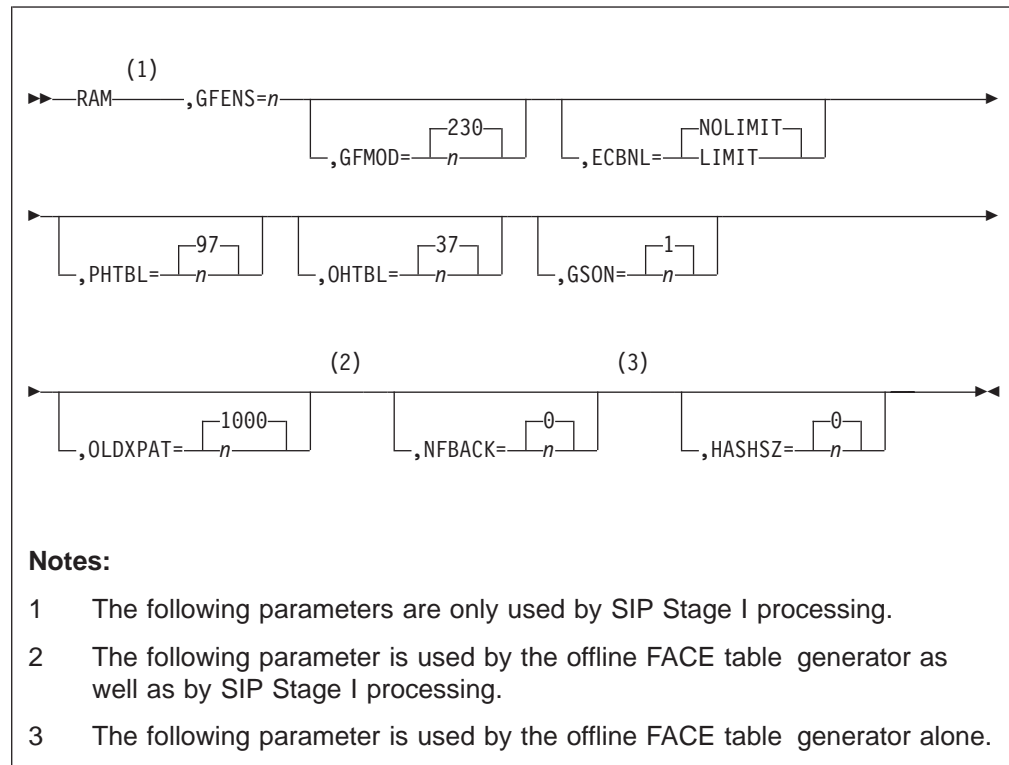 (1)
RAM ,GFENS=n
230
NOLIMIT
,GFMOD= n ,ECBNL= LIMIT
97 37 1
,PHTBL= n ,OHTBL= n ,GSON= n
(2) (3)
1000 0 0
,OLDXPAT= n ,NFBACK= n ,HASHSZ= n
Notes:
1 The following parameters are only used by SIP Stage I processing.
2 The following parameter is used by the offline FACE table generator as
well as by SIP Stage I processing.
3 The following parameter is used by the offline FACE table generator alone.